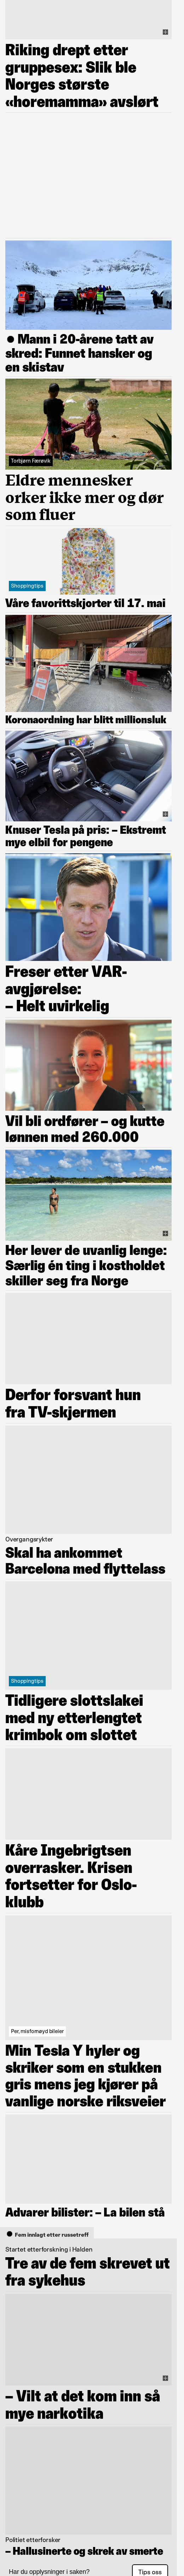 Riking drept etter
gruppesex: Slik ble
Norges største
«horemamma» avslørt
Mann i 20-årene tatt av
skred: Funnet hansker og
en skistav
Torbjørn Færøvik
Eldre mennesker
orker ikke mer og dør
som fluer
Shoppingtips
Våre favorittskjorter til 17. mai
Koronaordning har blitt millionsluk
Knuser Tesla på pris: – Ekstremt
mye elbil for pengene
Freser etter VAR-
avgjørelse:
– Helt uvirkelig
Vil bli ordfører – og kutte
lønnen med 260.000
Her lever de uvanlig lenge:
Særlig én ting i kostholdet
skiller seg fra Norge
Derfor forsvant hun
fra TV-skjermen
Overgangsrykter
Skal ha ankommet
Barcelona med flyttelass
Shoppingtips
Tidligere slottslakei
med ny etterlengtet
krimbok om slottet
Kåre Ingebrigtsen
overrasker. Krisen
fortsetter for Oslo-
klubb
Per, misfornøyd bileier
Min Tesla Y hyler og
skriker som en stukken
gris mens jeg kjører på
vanlige norske riksveier
Advarer bilister: – La bilen stå
Fem innlagt etter russetreff
Startet etterforskning i Halden
Tre av de fem skrevet ut
fra sykehus
– Vilt at det kom inn så
mye narkotika
Politiet etterforsker
– Hallusinerte og skrek av smerte
Har du opplysninger i saken?
Tips oss